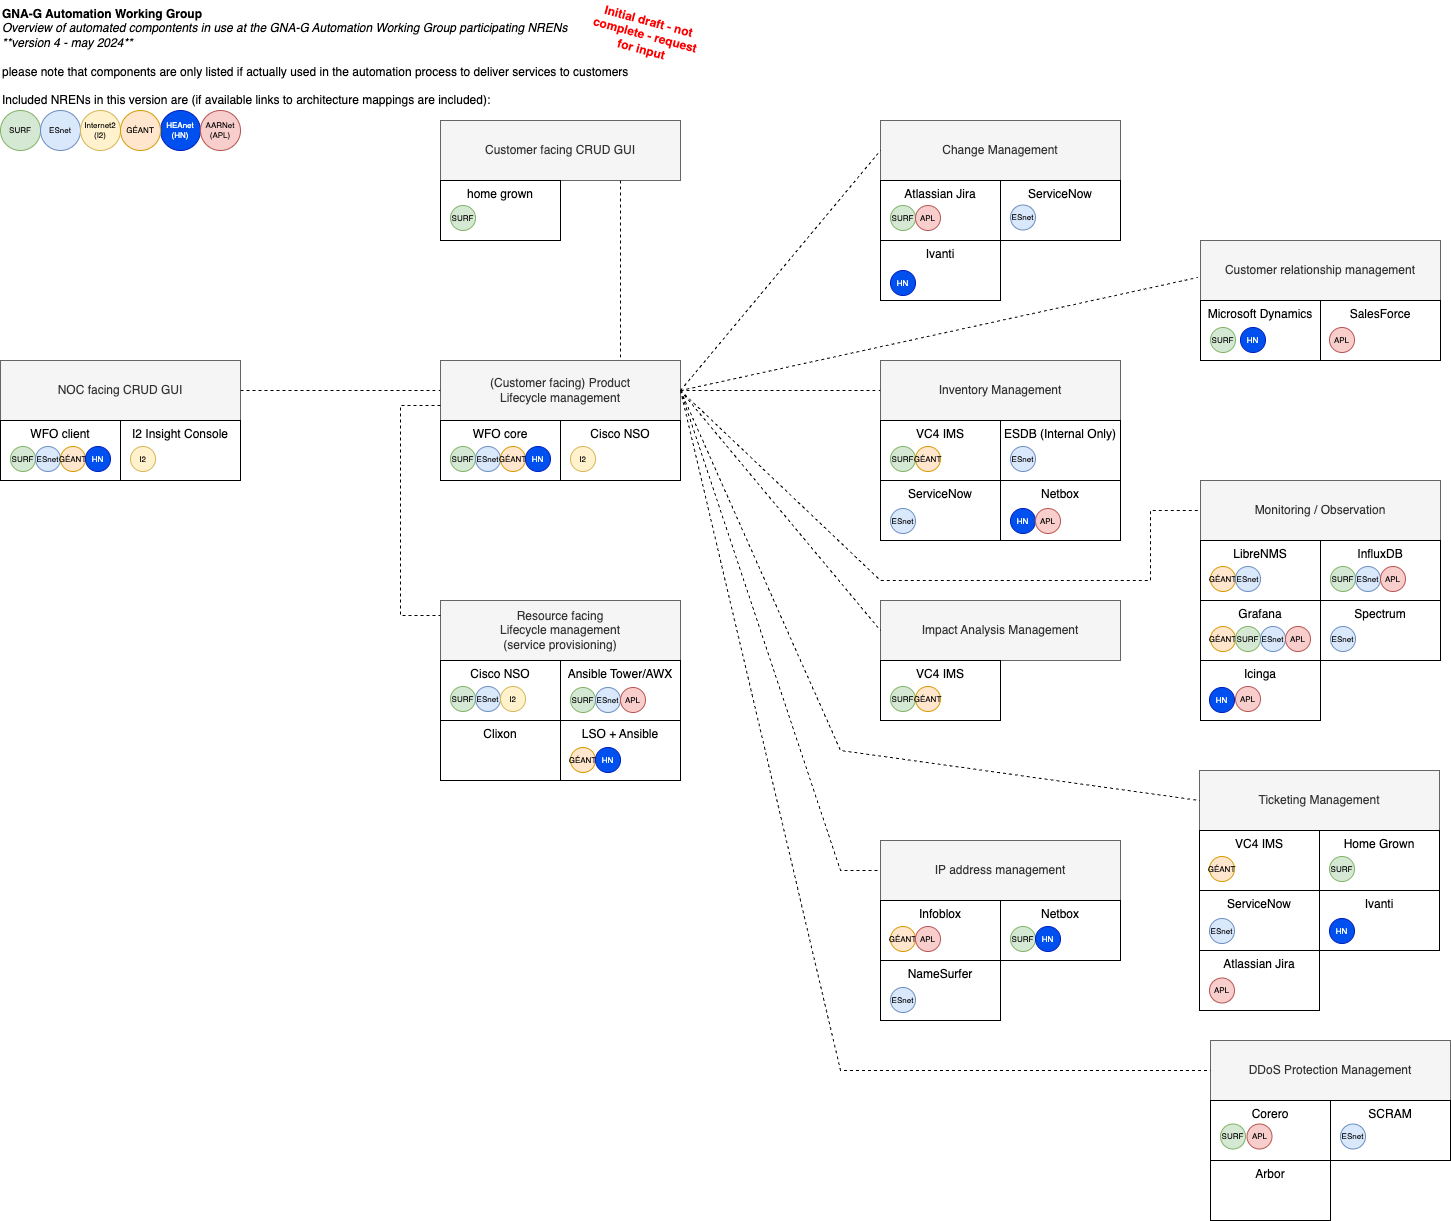 GNA-G Automation Working Group
Overview of automated compontents in use at the GNA-G Automation Working Group participating NRENs
**version 4 - may 2024**
Initial draft - not
complete - request
for input
please note that components are only listed if actually used in the automation process to deliver services to customers
Included NRENs in this version are (if available links to architecture mappings are included):
SURF
ESnet
Internet2
(I2)
GÉANT
HEAnet
(HN)
AARNet
(APL)
Customer facing CRUD GUI
home grown
SURF
Change Management
Atlassian Jira
SURF
APL
ServiceNow
ESnet
Ivanti
HN
Customer relationship management
Microsoft Dynamics
SURF
HN
SalesForce
APL
NOC facing CRUD GUI
WFO client
SURF
ESnet
GÉANT
HN
I2 Insight Console
I2
(Customer facing) Product
Lifecycle management
WFO core
SURF
ESnet
GÉANT
HN
Cisco NSO
I2
Inventory Management
VC4 IMS
SURF
GÉANT
ESDB (Internal Only)
ESnet
ServiceNow
ESnet
Netbox
HN
APL
Monitoring / Observation
LibreNMS
GÉANT
ESnet
InfluxDB
SURF
ESnet
APL
Grafana
GÉANT
SURF
ESnet
APL
Spectrum
ESnet
Icinga
HN
APL
Resource facing
Lifecycle management
(service provisioning)
Cisco NSO
SURF
ESnet
I2
Ansible Tower/AWX
SURF
ESnet
APL
Clixon
LSO + Ansible
GÉANT
HN
Impact Analysis Management
VC4 IMS
SURF
GÉANT
Ticketing Management
VC4 IMS
GÉANT
Home Grown
SURF
ServiceNow
ESnet
Ivanti
HN
Atlassian Jira
APL
IP address management
Infoblox
GÉANT
APL
Netbox
SURF
HN
NameSurfer
ESnet
DDoS Protection Management
Corero
SURF
APL
SCRAM
ESnet
Arbor